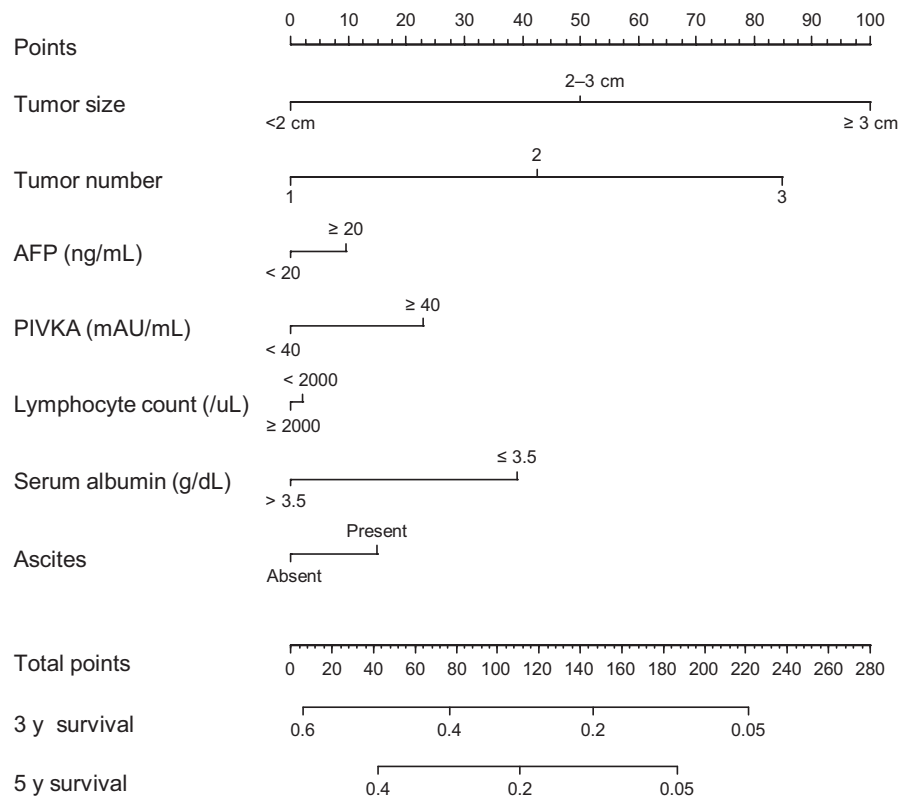 0 10 20 30 40 50 60 70 80 90 100
Points
2–3 cm
Tumor size
<2 cm ≥ 3 cm
2
Tumor number
1 3
≥ 20
AFP (ng/mL)
< 20
≥ 40
PIVKA (mAU/mL)
< 40
< 2000
Lymphocyte count (/uL)
≥ 2000
≤ 3.5
Serum albumin (g/dL)
> 3.5
Present
Ascites
Absent
Total points
0 20 40 60 80 100 120 140 160 180 200 220 240 260 280
3 y survival
0.6 0.4 0.2 0.05
5 y survival
0.4 0.2 0.05